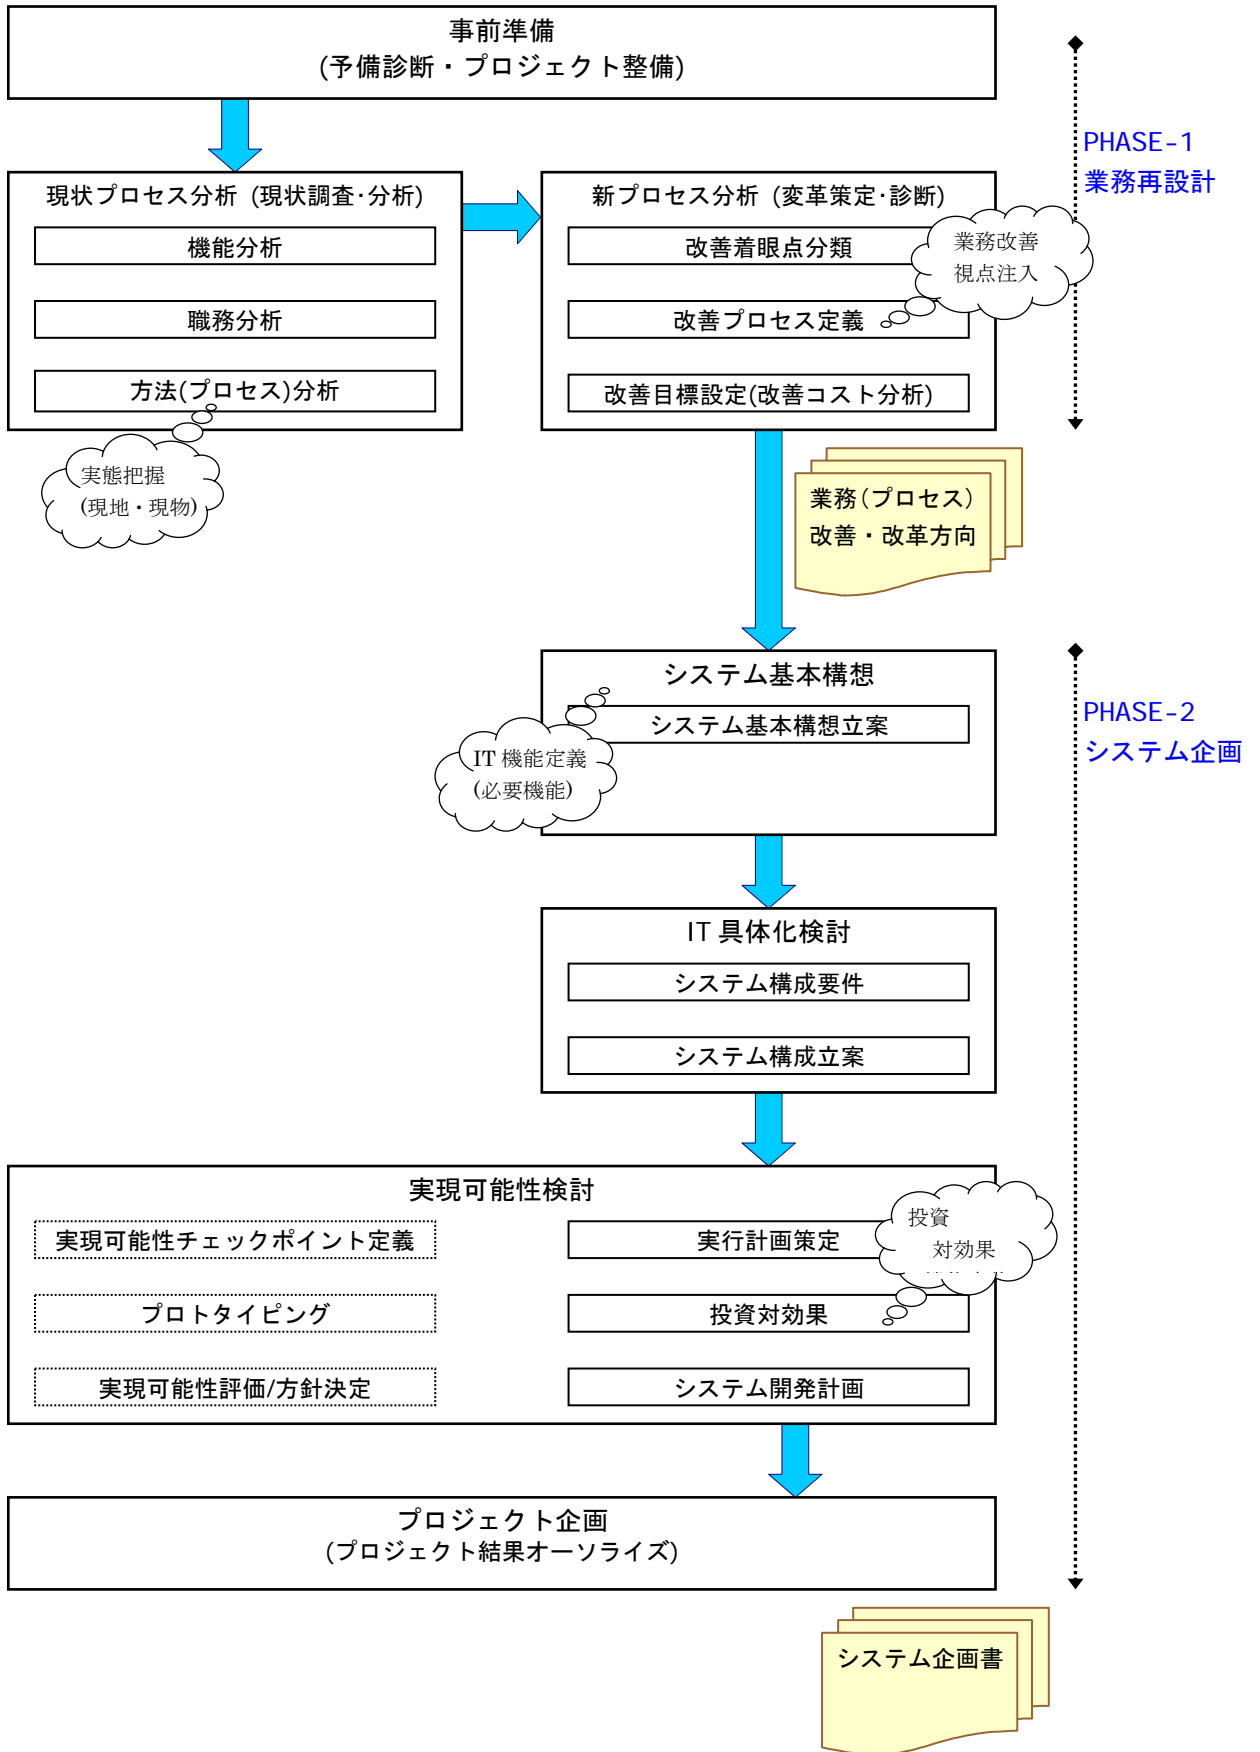 事前準備
(予備診断・プロジェクト整備)
PHASE-1
業務再設計
現状プロセス分析 (現状調査･分析)
機能分析
職務分析
方法(プロセス)分析
実態把握
(現地・現物)
新プロセス分析 (変革策定･診断)
改善着眼点分類
改善プロセス定義
改善目標設定(改善コスト分析)
業務改善
視点注入
業務(プロセス)
改善・改革方向
PHASE-2
システム企画
システム基本構想
システム基本構想立案
IT 機能定義
(必要機能)
IT 具体化検討
システム構成要件
システム構成立案
実現可能性検討
実現可能性チェックポイント定義
プロトタイピング
実現可能性評価/方針決定
実行計画策定
投資対効果
システム開発計画
投資
対効果
プロジェクト企画
(プロジェクト結果オーソライズ)
システム企画書